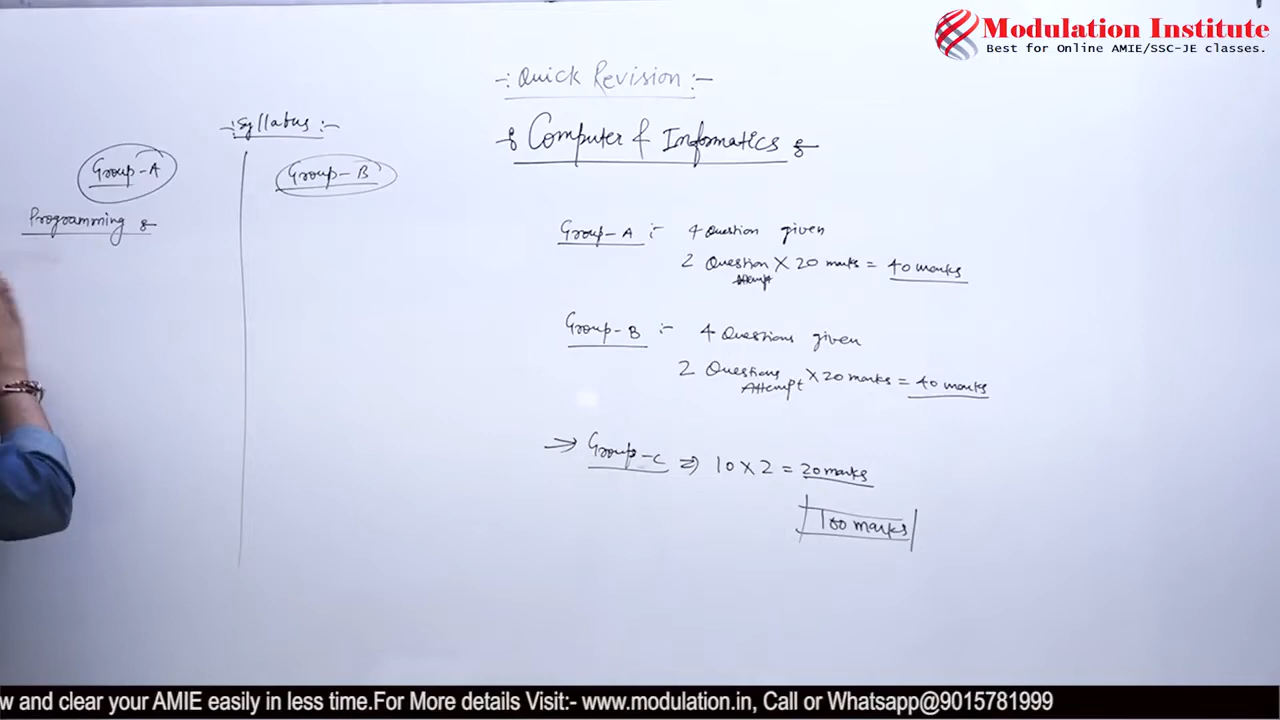 Modulation Institute
Best for Online AMIE/SSC-JE classes.
-: Quick Revision :-
Computer & Informatics
-: Syllabus :-
Group-A
Group-B
Programming
Group-A :- 4 Question given
2 Question Attempt X 20 marks = 40 marks
Group-B :- 4 Questions given
2 Questions Attempt X 20 marks = 40 marks
→ Group-C ⇒ 10 X 2 = 20 marks
100 marks
w and clear your AMIE easily in less time.For More details Visit:- www.modulation.in, Call or Whatsapp@9015781999